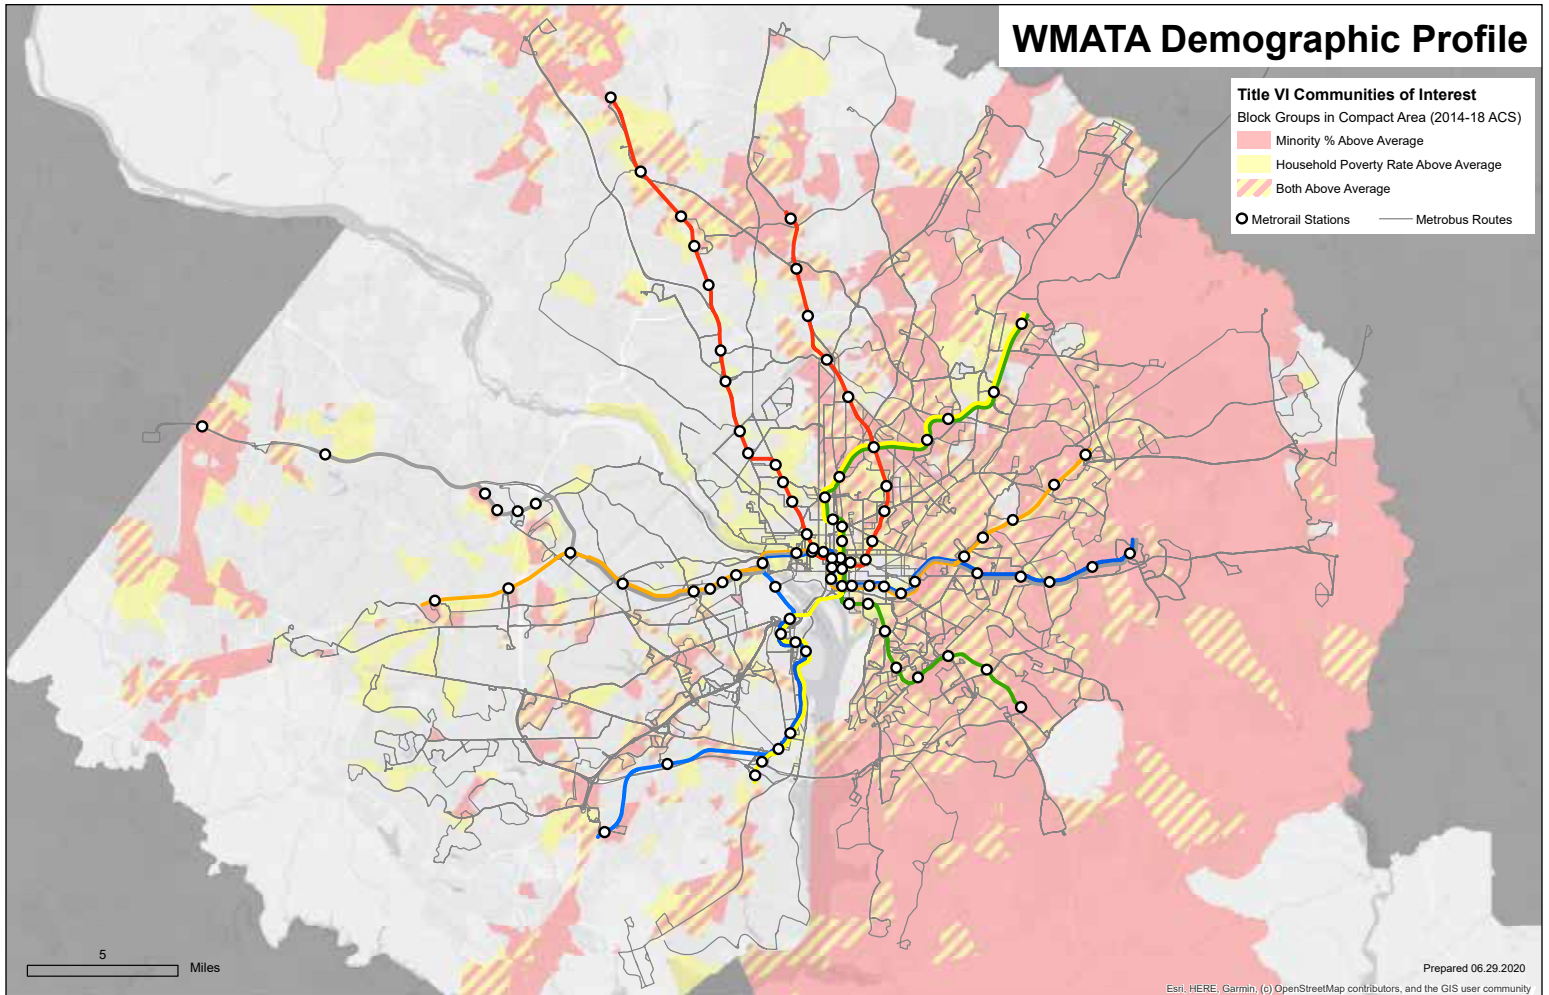 WMATA Demographic Profile
Title VI Communities of Interest
Block Groups in Compact Area (2014-18 ACS)
Minority % Above Average
Household Poverty Rate Above Average
Both Above Average
Metrorail Stations
Metrobus Routes
5
Miles
Prepared 06.29.2020
Esri, HERE, Garmin, (c) OpenStreetMap contributors, and the GIS user community